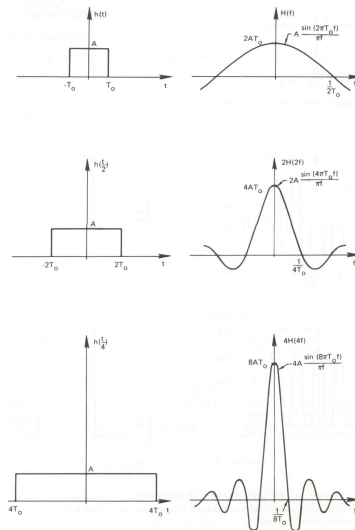 h(t)
A
-T₀ T₀ t
H(f)
2AT₀
A sin (2πT₀f)/πf
1/2T₀ f
h(t/2)
A
-2T₀ 2T₀ t
2H(2f)
4AT₀
2A sin (4πT₀f)/πf
1/4T₀ f
h(t/4)
A
4T₀ 4T₀ t
4H(4f)
8AT₀
4A sin (8πT₀f)/πf
1/8T₀ f